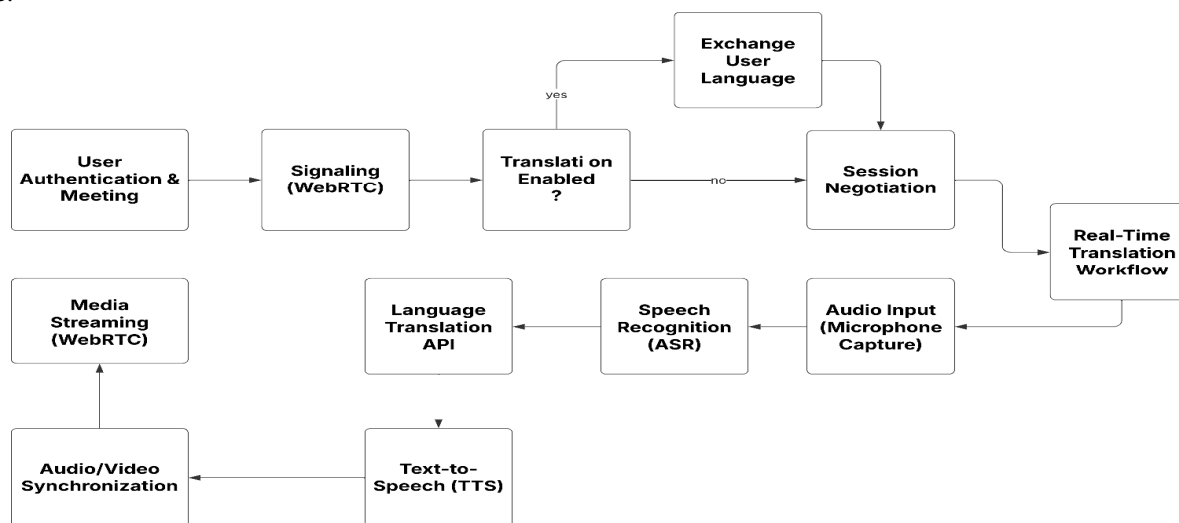 Exchange
User
Language
yes
User
Authentication &
Meeting
Signaling
(WebRTC)
Translati on
Enabled
?
no
Session
Negotiation
Real-Time
Translation
Workflow
Audio Input
(Microphone
Capture)
Speech
Recognition
(ASR)
Language
Translation
API
Media
Streaming
(WebRTC)
Text-to-
Speech (TTS)
Audio/Video
Synchronization